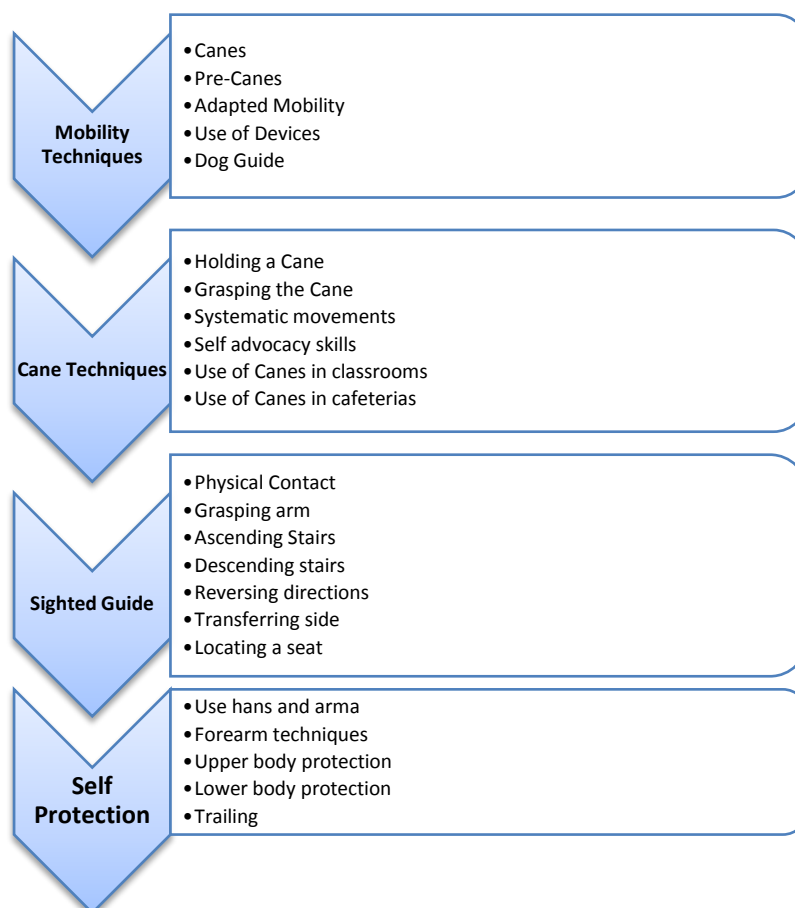 Mobility
Techniques
•Canes
•Pre-Canes
•Adapted Mobility
•Use of Devices
•Dog Guide
Cane Techniques
•Holding a Cane
•Grasping the Cane
•Systematic movements
•Self advocacy skills
•Use of Canes in classrooms
•Use of Canes in cafeterias
Sighted Guide
•Physical Contact
•Grasping arm
•Ascending Stairs
•Descending stairs
•Reversing directions
•Transferring side
•Locating a seat
Self
Protection
•Use hans and arma
•Forearm techniques
•Upper body protection
•Lower body protection
•Trailing